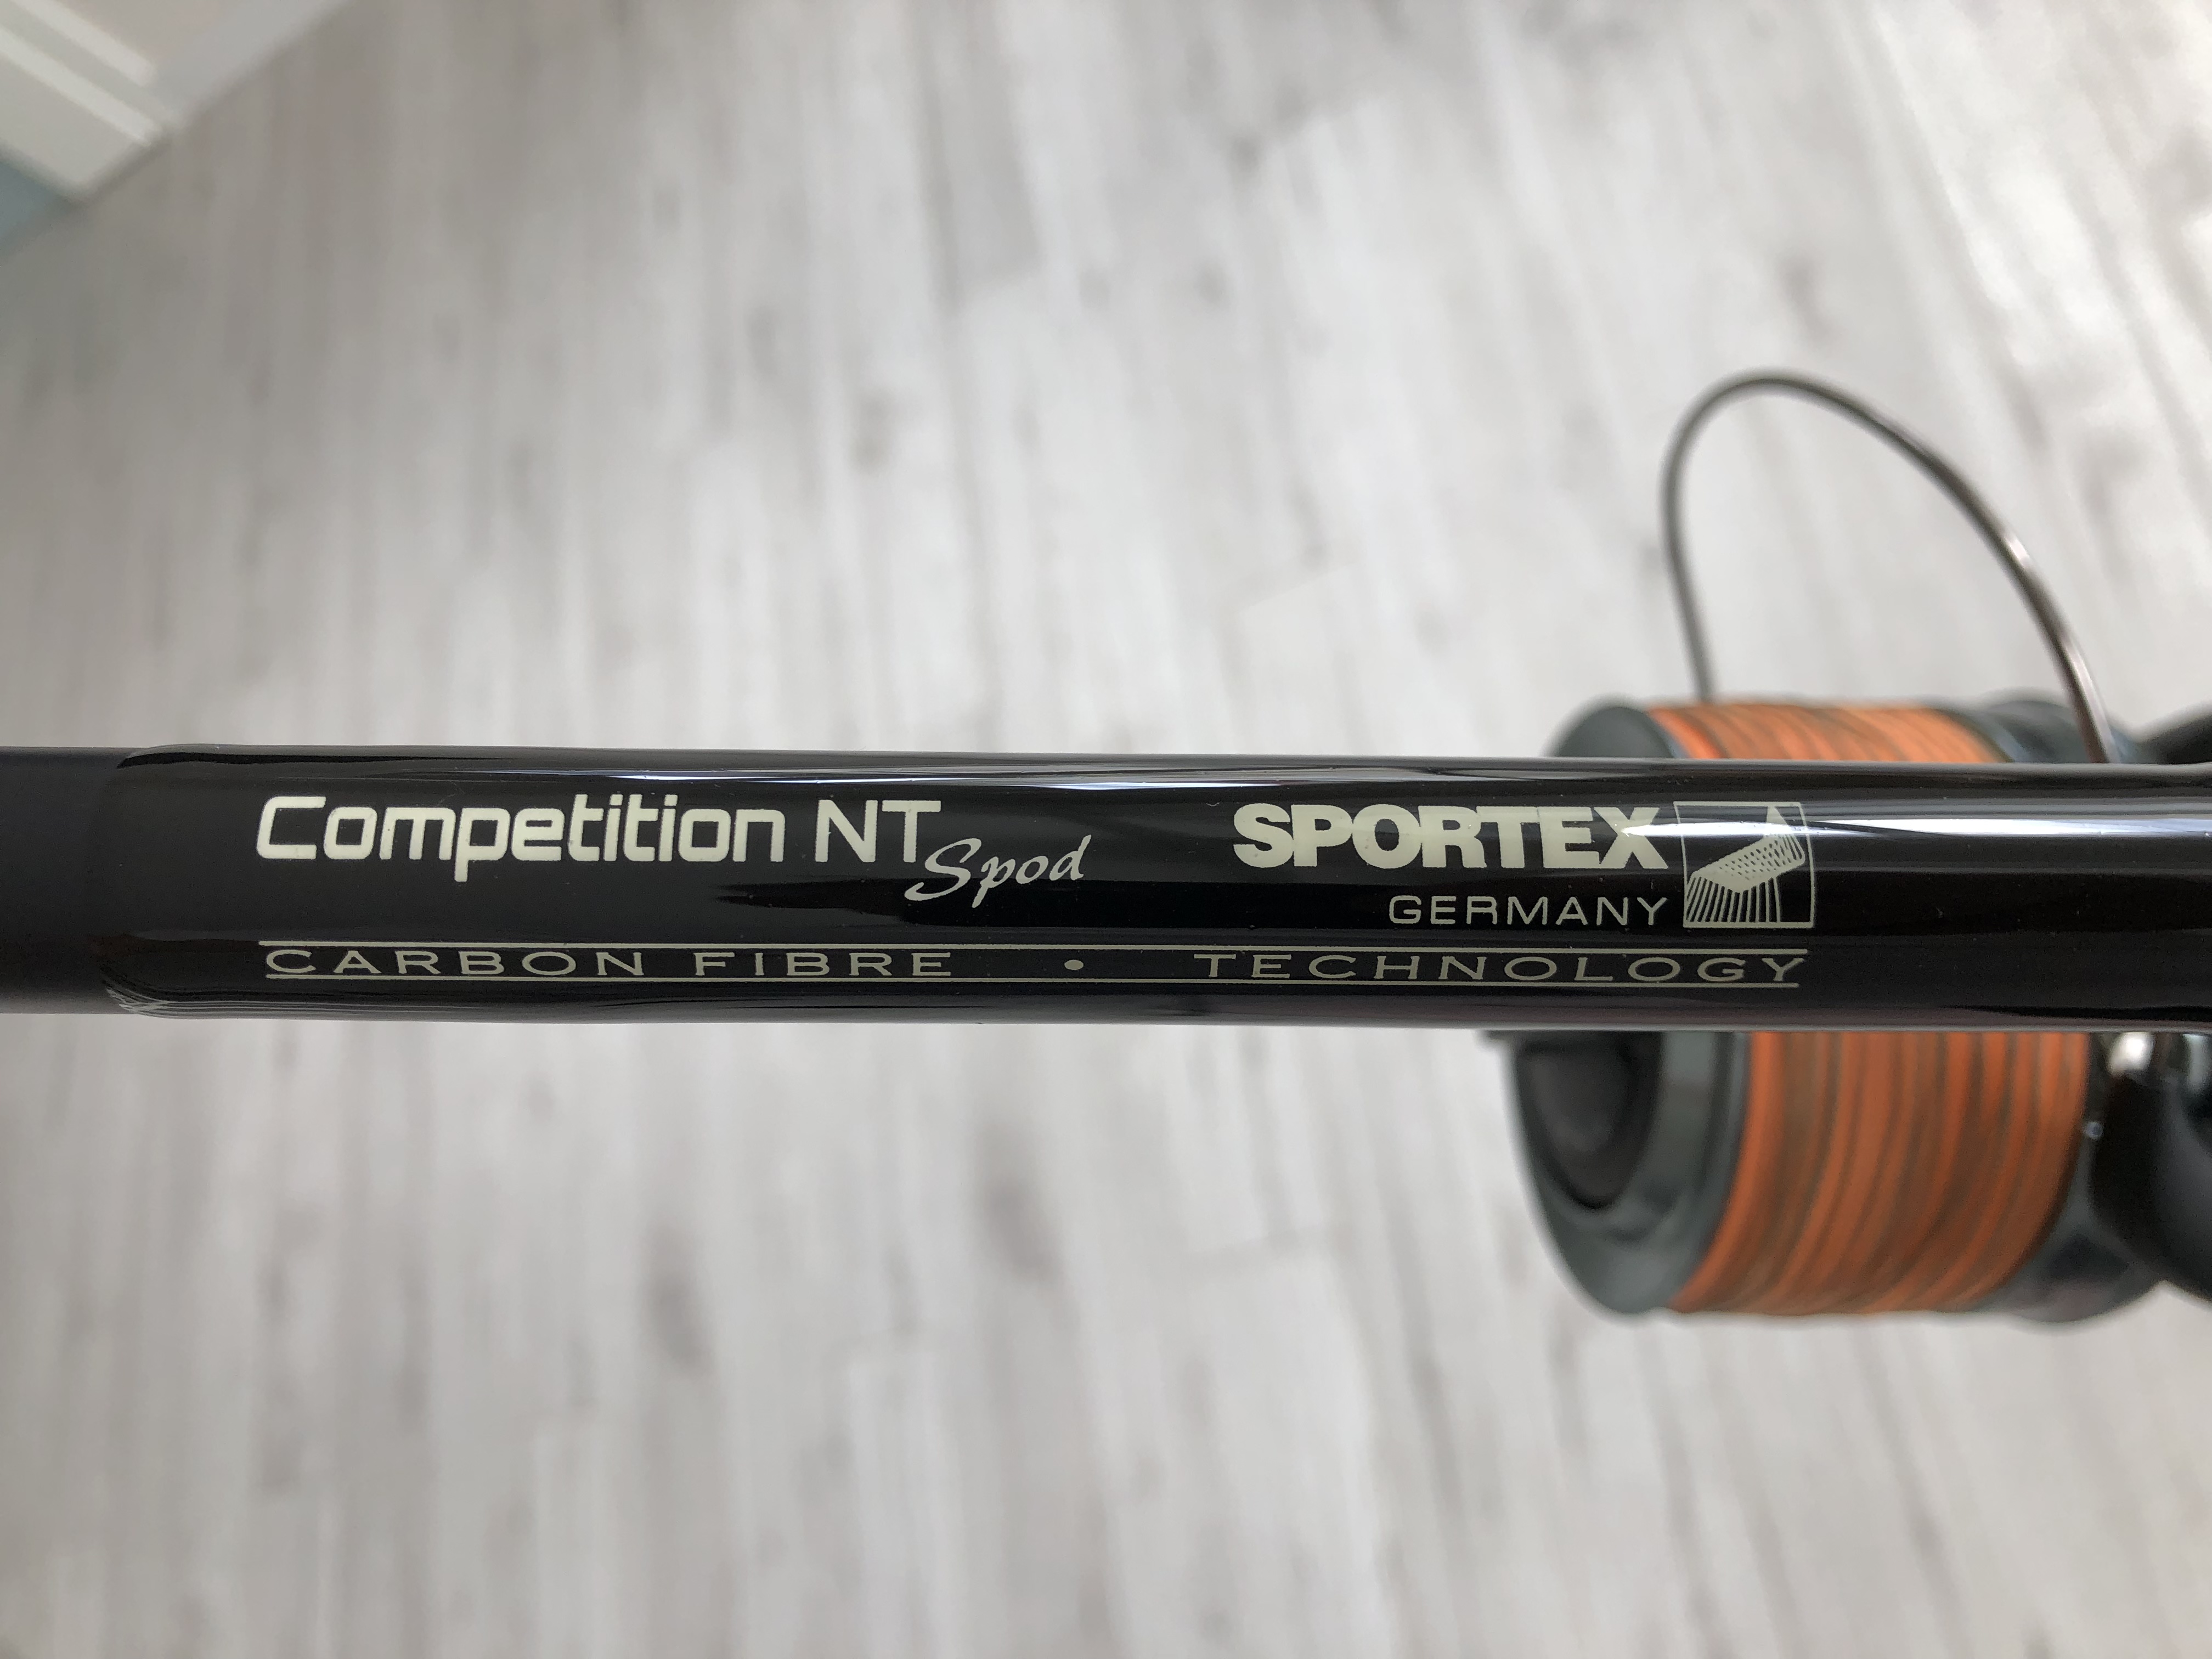 Competition NT Spod
SPORTEX
GERMANY
CARBON FIBRE • TECHNOLOGY